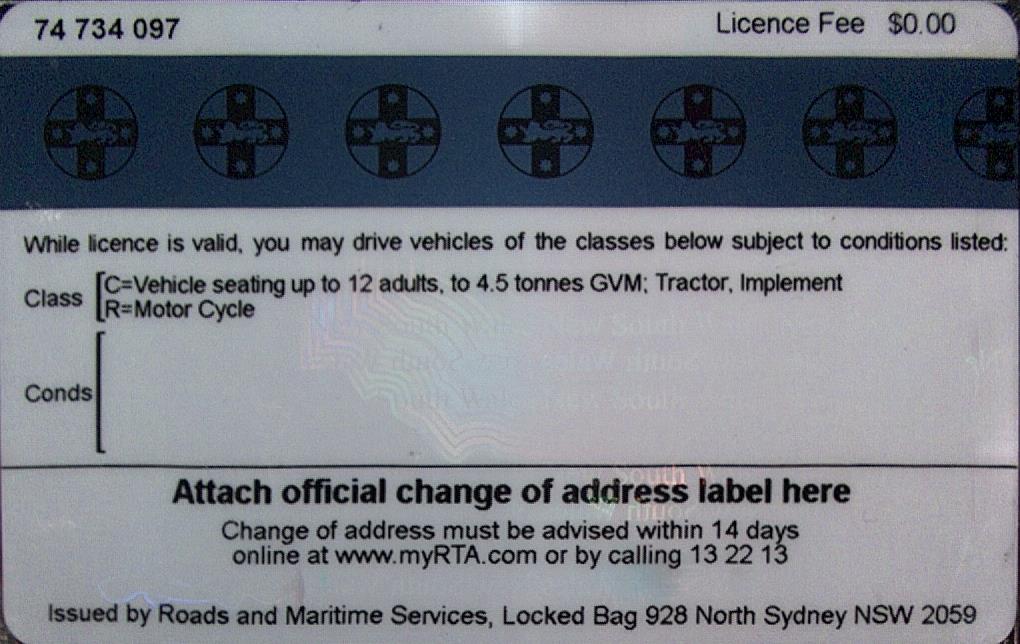 74 734 097
Licence Fee $0.00
While licence is valid, you may drive vehicles of the classes below subject to conditions listed:
Class
C=Vehicle seating up to 12 adults, to 4.5 tonnes GVM; Tractor, Implement
R=Motor Cycle
Conds
Attach official change of address label here
Change of address must be advised within 14 days
online at www.myRTA.com or by calling 13 22 13
Issued by Roads and Maritime Services, Locked Bag 928 North Sydney NSW 2059